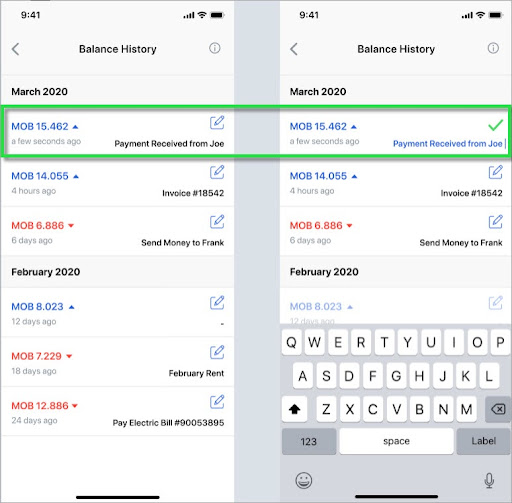 9:41
Balance History
March 2020
MOB 15.462
a few seconds ago
Payment Received from Joe
MOB 14.055
4 hours ago
Invoice #18542
MOB 6.886
6 days ago
Send Money to Frank
February 2020
MOB 8.023
12 days ago
-
MOB 7.229
18 days ago
February Rent
MOB 12.886
24 days ago
Pay Electric Bill #90053895
9:41
Balance History
March 2020
MOB 15.462
a few seconds ago
Payment Received from Joe
MOB 14.055
4 hours ago
Invoice #18542
MOB 6.886
6 days ago
Send Money to Frank
February 2020
MOB 8.023
12 days ago
Q W E R T Y U I O P
A S D F G H J K L
Z X C V B N M
123 space Label